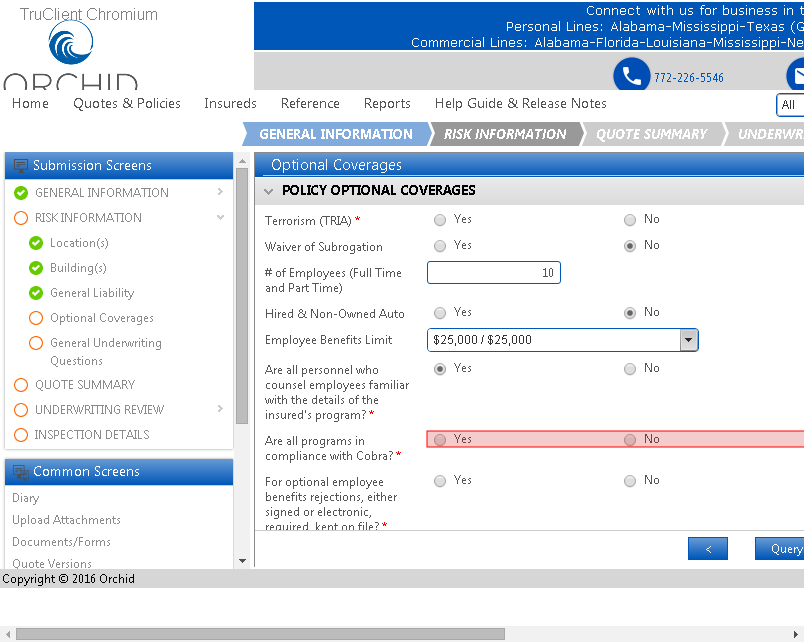 TruClient Chromium
Connect with us for business in t
Personal Lines: Alabama-Mississippi-Texas (G
Commercial Lines: Alabama-Florida-Louisiana-Mississippi-Ne
ORCHID
772-226-5546
Home Quotes & Policies Insureds Reference Reports Help Guide & Release Notes All
GENERAL INFORMATION RISK INFORMATION QUOTE SUMMARY UNDERWR
Submission Screens
GENERAL INFORMATION
RISK INFORMATION
Location(s)
Building(s)
General Liability
Optional Coverages
General Underwriting
Questions
QUOTE SUMMARY
UNDERWRITING REVIEW
INSPECTION DETAILS
Common Screens
Diary
Upload Attachments
Documents/Forms
Quote Versions
Optional Coverages
POLICY OPTIONAL COVERAGES
Terrorism (TRIA) * Yes No
Waiver of Subrogation Yes No
# of Employees (Full Time 10
and Part Time)
Hired & Non-Owned Auto Yes No
Employee Benefits Limit $25,000 / $25,000
Are all personnel who Yes No
counsel employees familiar
with the details of the
insured's program? *
Are all programs in Yes No
compliance with Cobra? *
For optional employee Yes No
benefits rejections, either
signed or electronic,
required, kept on file? *
< Query
Copyright © 2016 Orchid